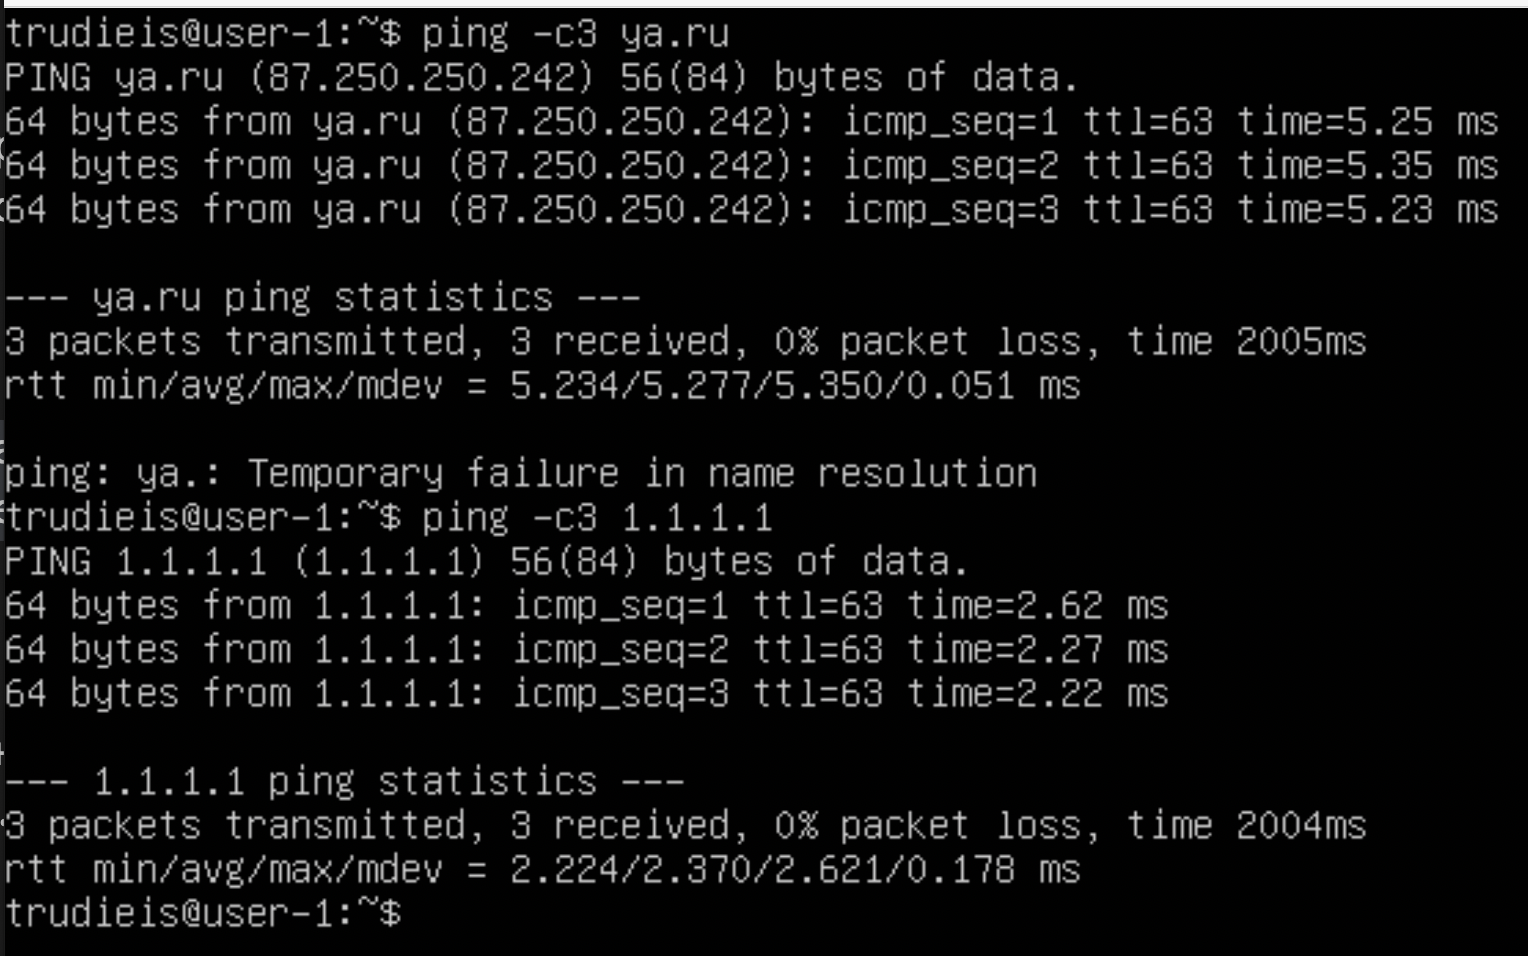 trudieis@user-1:~$ ping -c3 ya.ru
PING ya.ru (87.250.250.242) 56(84) bytes of data.
64 bytes from ya.ru (87.250.250.242): icmp_seq=1 ttl=63 time=5.25 ms
64 bytes from ya.ru (87.250.250.242): icmp_seq=2 ttl=63 time=5.35 ms
64 bytes from ya.ru (87.250.250.242): icmp_seq=3 ttl=63 time=5.23 ms
--- ya.ru ping statistics ---
3 packets transmitted, 3 received, 0% packet loss, time 2005ms
rtt min/avg/max/mdev = 5.234/5.277/5.350/0.051 ms
ping: ya.: Temporary failure in name resolution
trudieis@user-1:~$ ping -c3 1.1.1.1
PING 1.1.1.1 (1.1.1.1) 56(84) bytes of data.
64 bytes from 1.1.1.1: icmp_seq=1 ttl=63 time=2.62 ms
64 bytes from 1.1.1.1: icmp_seq=2 ttl=63 time=2.27 ms
64 bytes from 1.1.1.1: icmp_seq=3 ttl=63 time=2.22 ms
--- 1.1.1.1 ping statistics ---
3 packets transmitted, 3 received, 0% packet loss, time 2004ms
rtt min/avg/max/mdev = 2.224/2.370/2.621/0.178 ms
trudieis@user-1:~$